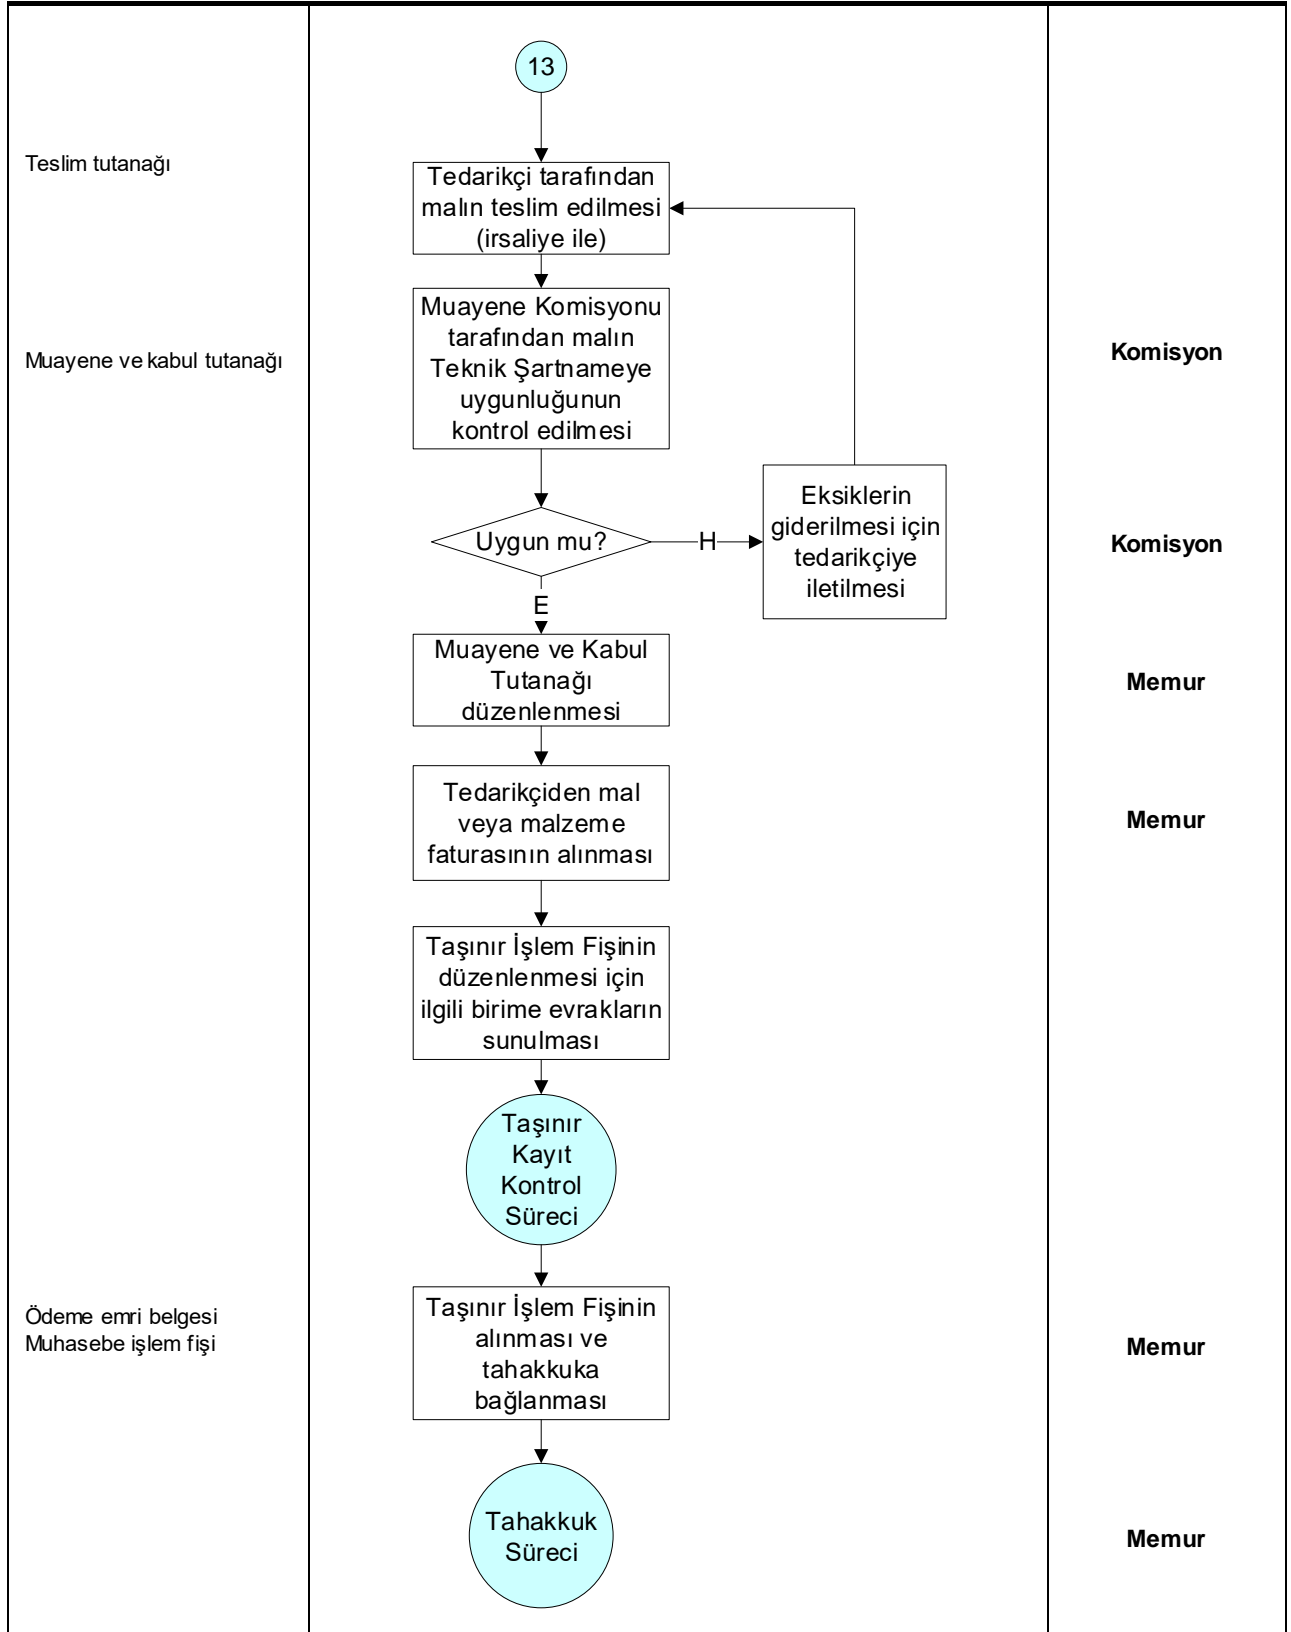 13
Teslim tutanağı
Tedarikçi tarafından
malın teslim edilmesi
(irsaliye ile)
Muayene ve kabul tutanağı
Muayene Komisyonu
tarafından malın
Teknik Şartnameye
uygunluğunun
kontrol edilmesi
Komisyon
Uygun mu?
H
Eksiklerin
giderilmesi için
tedarikçiye
iletilmesi
Komisyon
E
Muayene ve Kabul
Tutanağı
düzenlenmesi
Memur
Tedarikçiden mal
veya malzeme
faturasının alınması
Memur
Taşınır İşlem Fişinin
düzenlenmesi için
ilgili birime evrakların
sunulması
Taşınır
Kayıt
Kontrol
Süreci
Ödeme emri belgesi
Muhasebe işlem fişi
Taşınır İşlem Fişinin
alınması ve
tahakkuka
bağlanması
Memur
Tahakkuk
Süreci
Memur